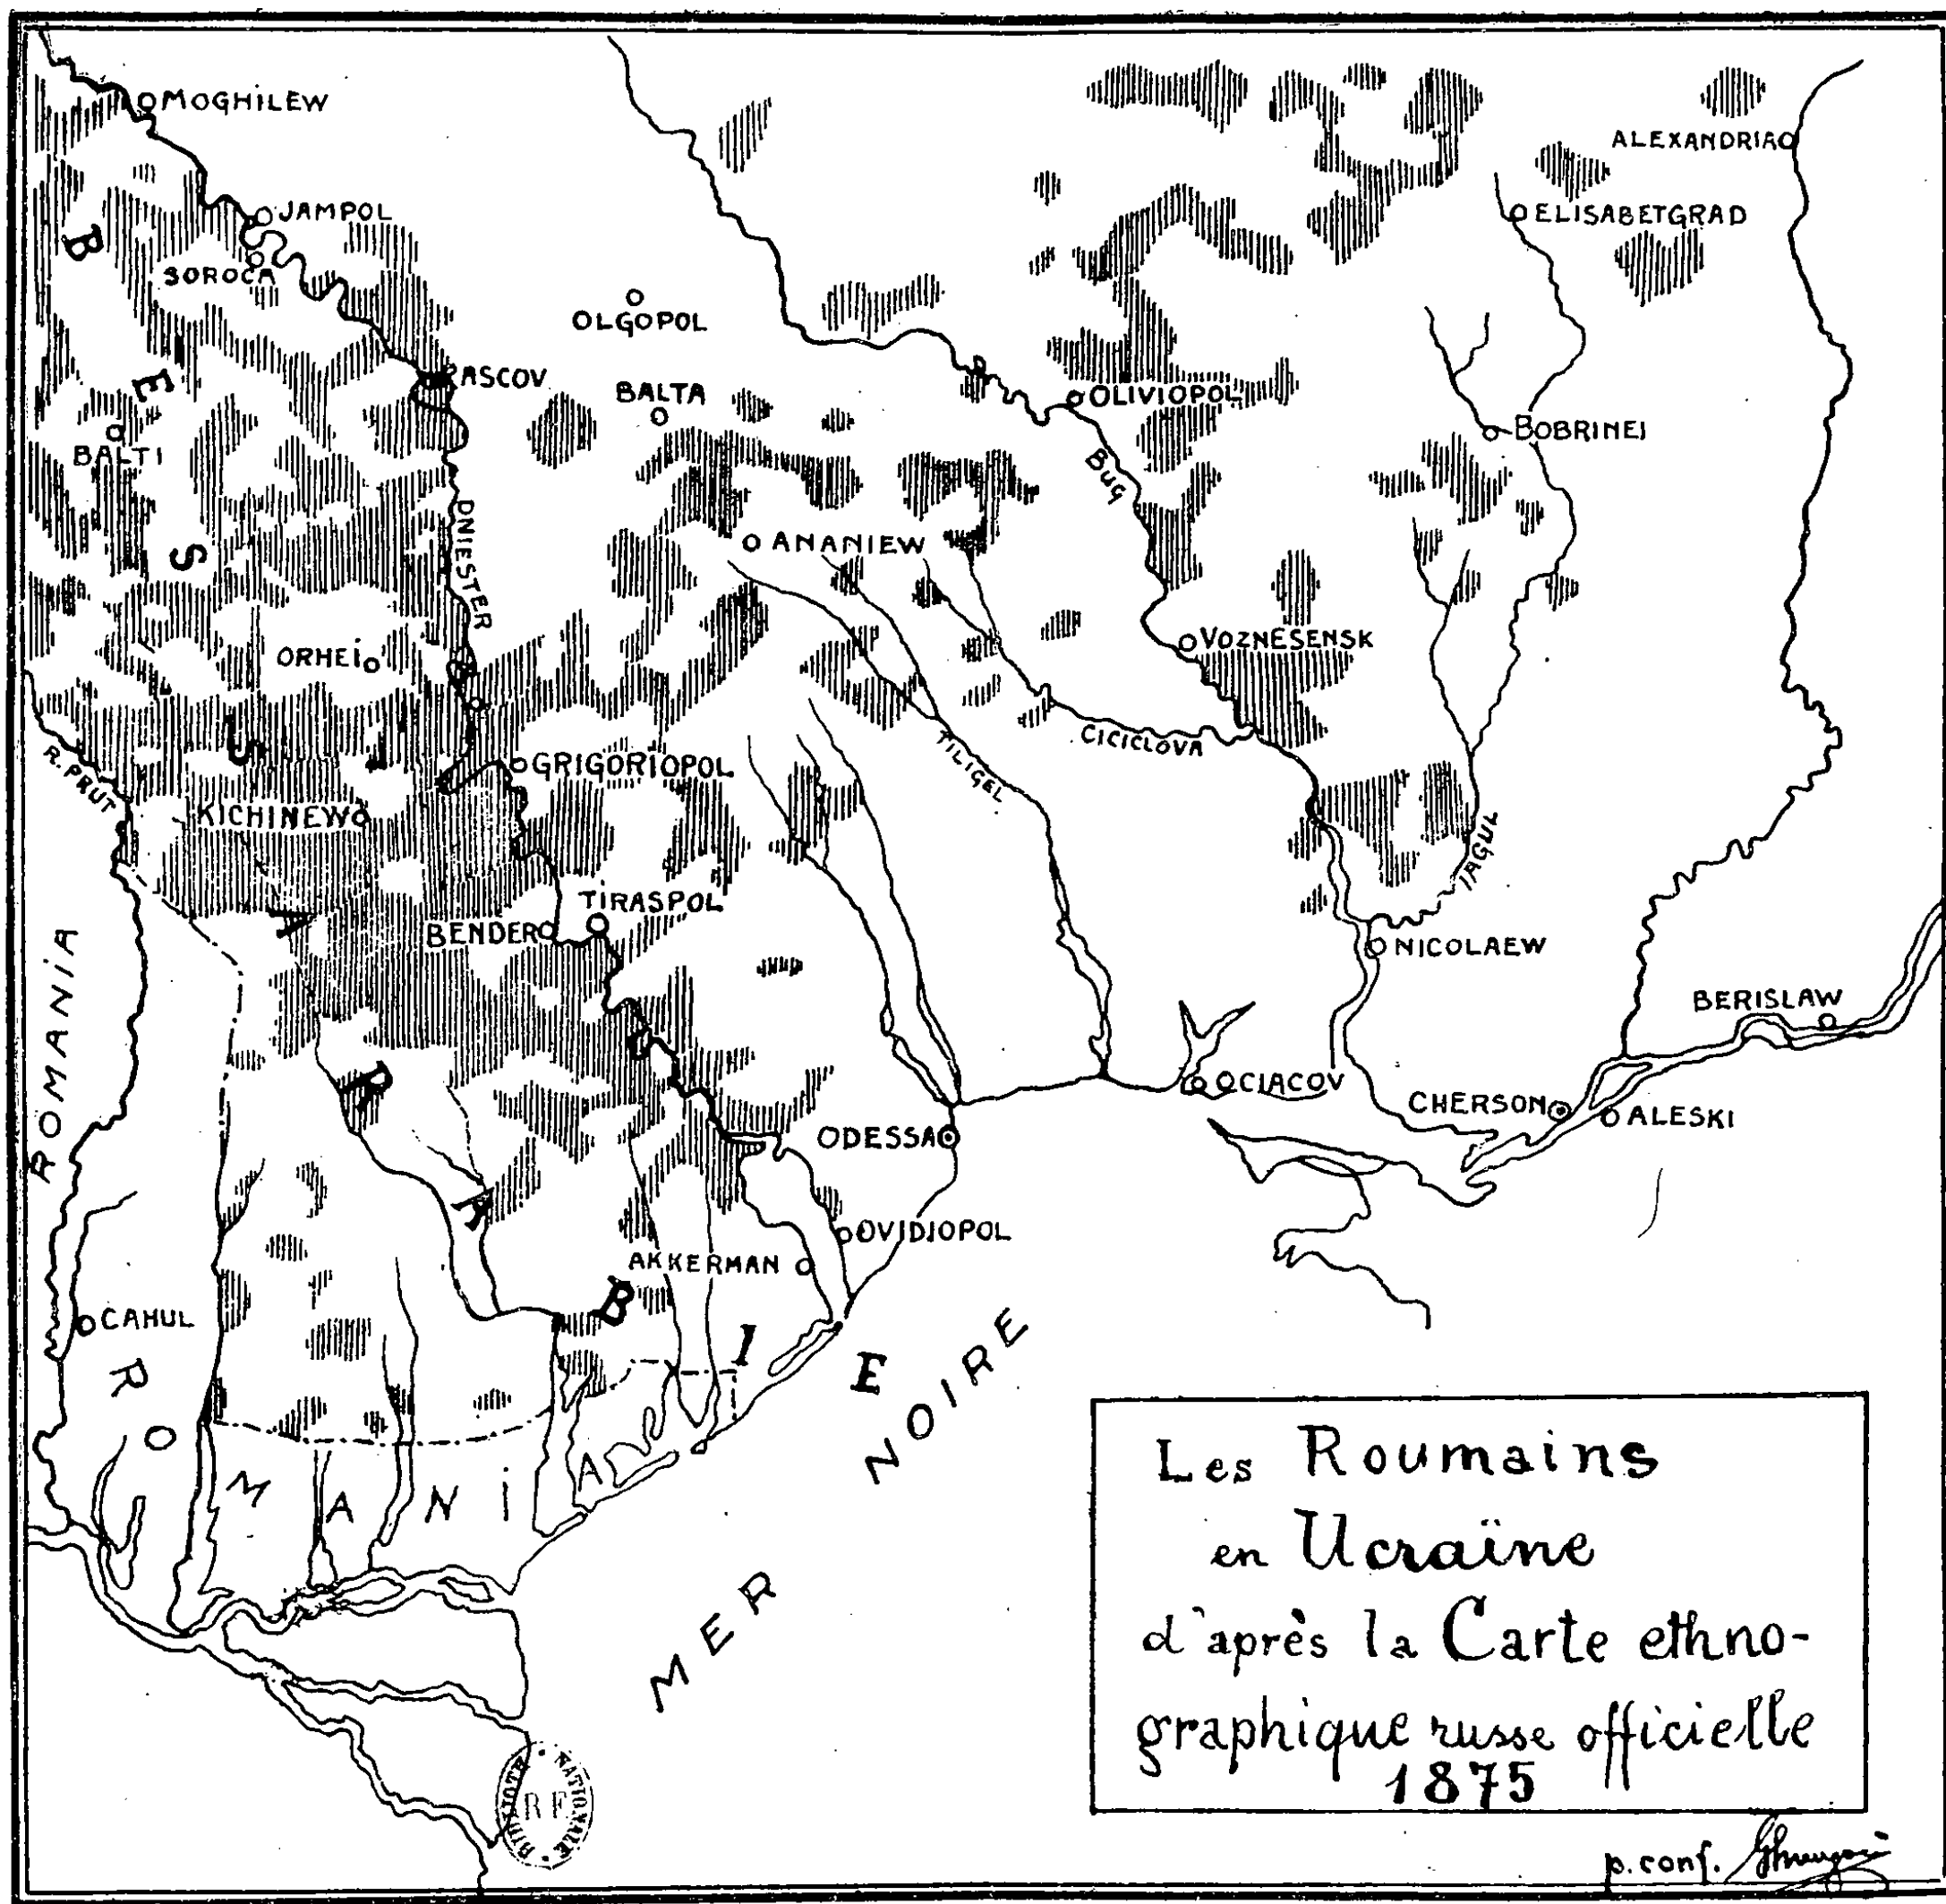 MOGHILEW
ALEXANDRIA
JAMPOL
ELISABETGRAD
SOROCA
OLGOPOL
RASCOV
BALTA
OLIVIOPOL
BOBRINEI
BALTI
BUG
DNIESTER
ANANIEW
ORHEI
VOZNESENSK
R. PRUT
GRIGORIOPOL
TILIGEL
CICICLOVA
KICHINEW
IAGUL
TIRASPOL
BENDER
NICOLAEW
ROMANIA
BERISLAW
OCIACOV
CHERSON
ALESKI
ODESSA
OVIDIOPOL
AKKERMAN
CAHUL
BESSARABIE
ROMANIA
MER NOIRE
Les Roumains
en Ucraïne
d'après la Carte ethno-
graphique russe officielle
1875
BIBLIOTH. NATIONALE
RF
p. conf.